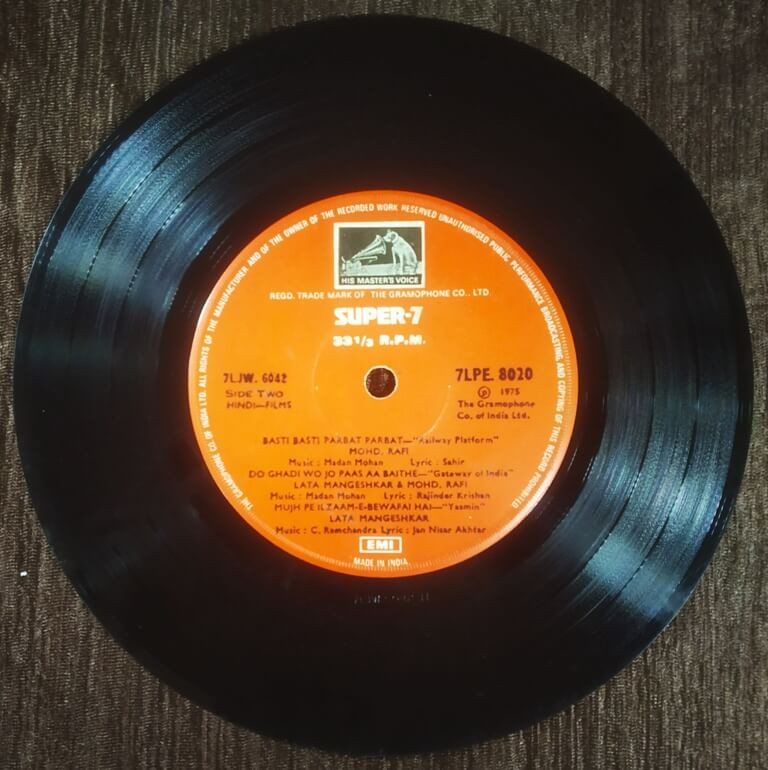 THE GRAMOPHONE CO. OF INDIA LTD. ALL RIGHTS OF THE MANUFACTURER AND OF THE OWNER OF THE RECORDED WORK RESERVED UNAUTHORISED PUBLIC PERFORMANCE BROADCASTING AND COPYING OF THIS RECORD PROHIBITED
HIS MASTER'S VOICE
REGD. TRADE MARK OF THE GRAMOPHONE CO., LTD.
SUPER-7
33 1/3 R.P.M.
7LJW. 6042 7LPE. 8020
SIDE TWO ℗ 1975
HINDI—FILMS The Gramophone
Co. of India Ltd.
BASTI BASTI PARBAT PARBAT—"Railway Platform"
MOHD. RAFI
Music : Madan Mohan Lyric : Sahir
DO GHADI WO JO PAAS AA BAITHE—"Gateway of India"
LATA MANGESHKAR & MOHD. RAFI
Music : Madan Mohan Lyric : Rajinder Krishan
MUJH PE ILZAAM-E-BEWAFAI HAI—"Yasmin"
LATA MANGESHKAR
Music : C. Ramchandra Lyric : Jan Nisar Akhtar
EMI
MADE IN INDIA